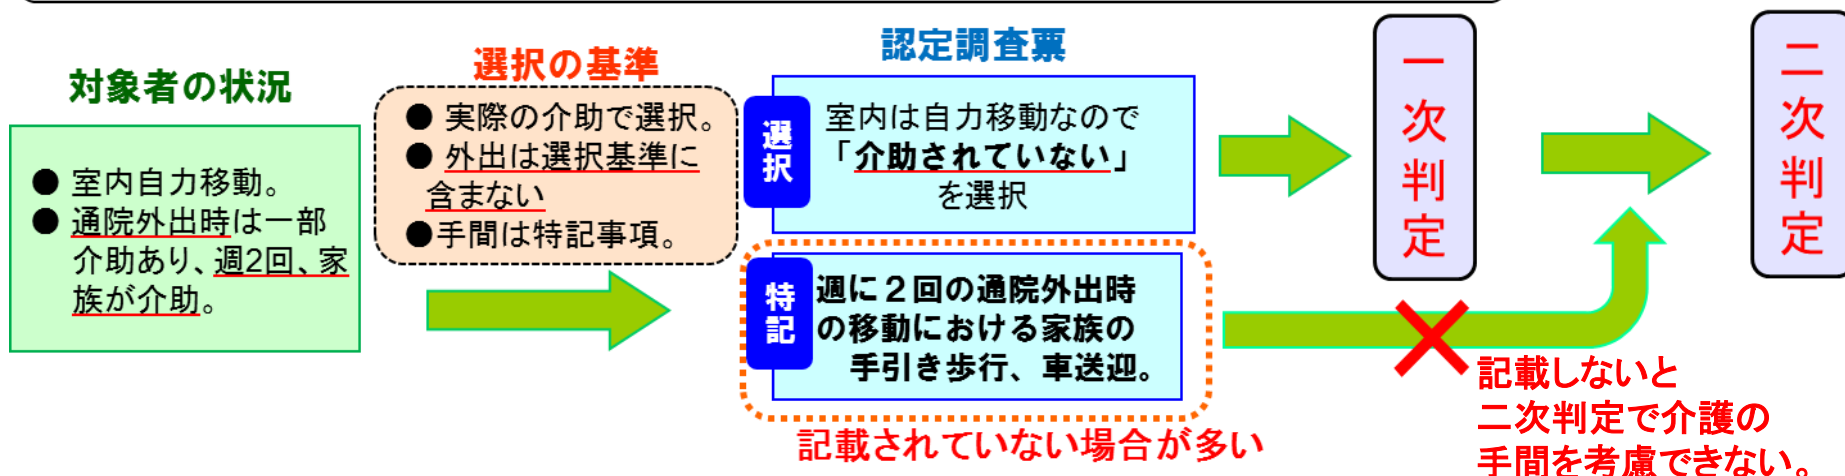 対象者の状況
● 室内自力移動。
● 通院外出時は一部
介助あり、週2回、家
族が介助。
選択の基準
● 実際の介助で選択。
● 外出は選択基準に
含まない
●手間は特記事項。
認定調査票
選択
室内は自力移動なので
「介助されていない」
を選択
特記
週に２回の通院外出時
の移動における家族の
手引き歩行、車送迎。
記載されていない場合が多い
一次判定
二次判定
記載しないと
二次判定で介護の
手間を考慮できない。